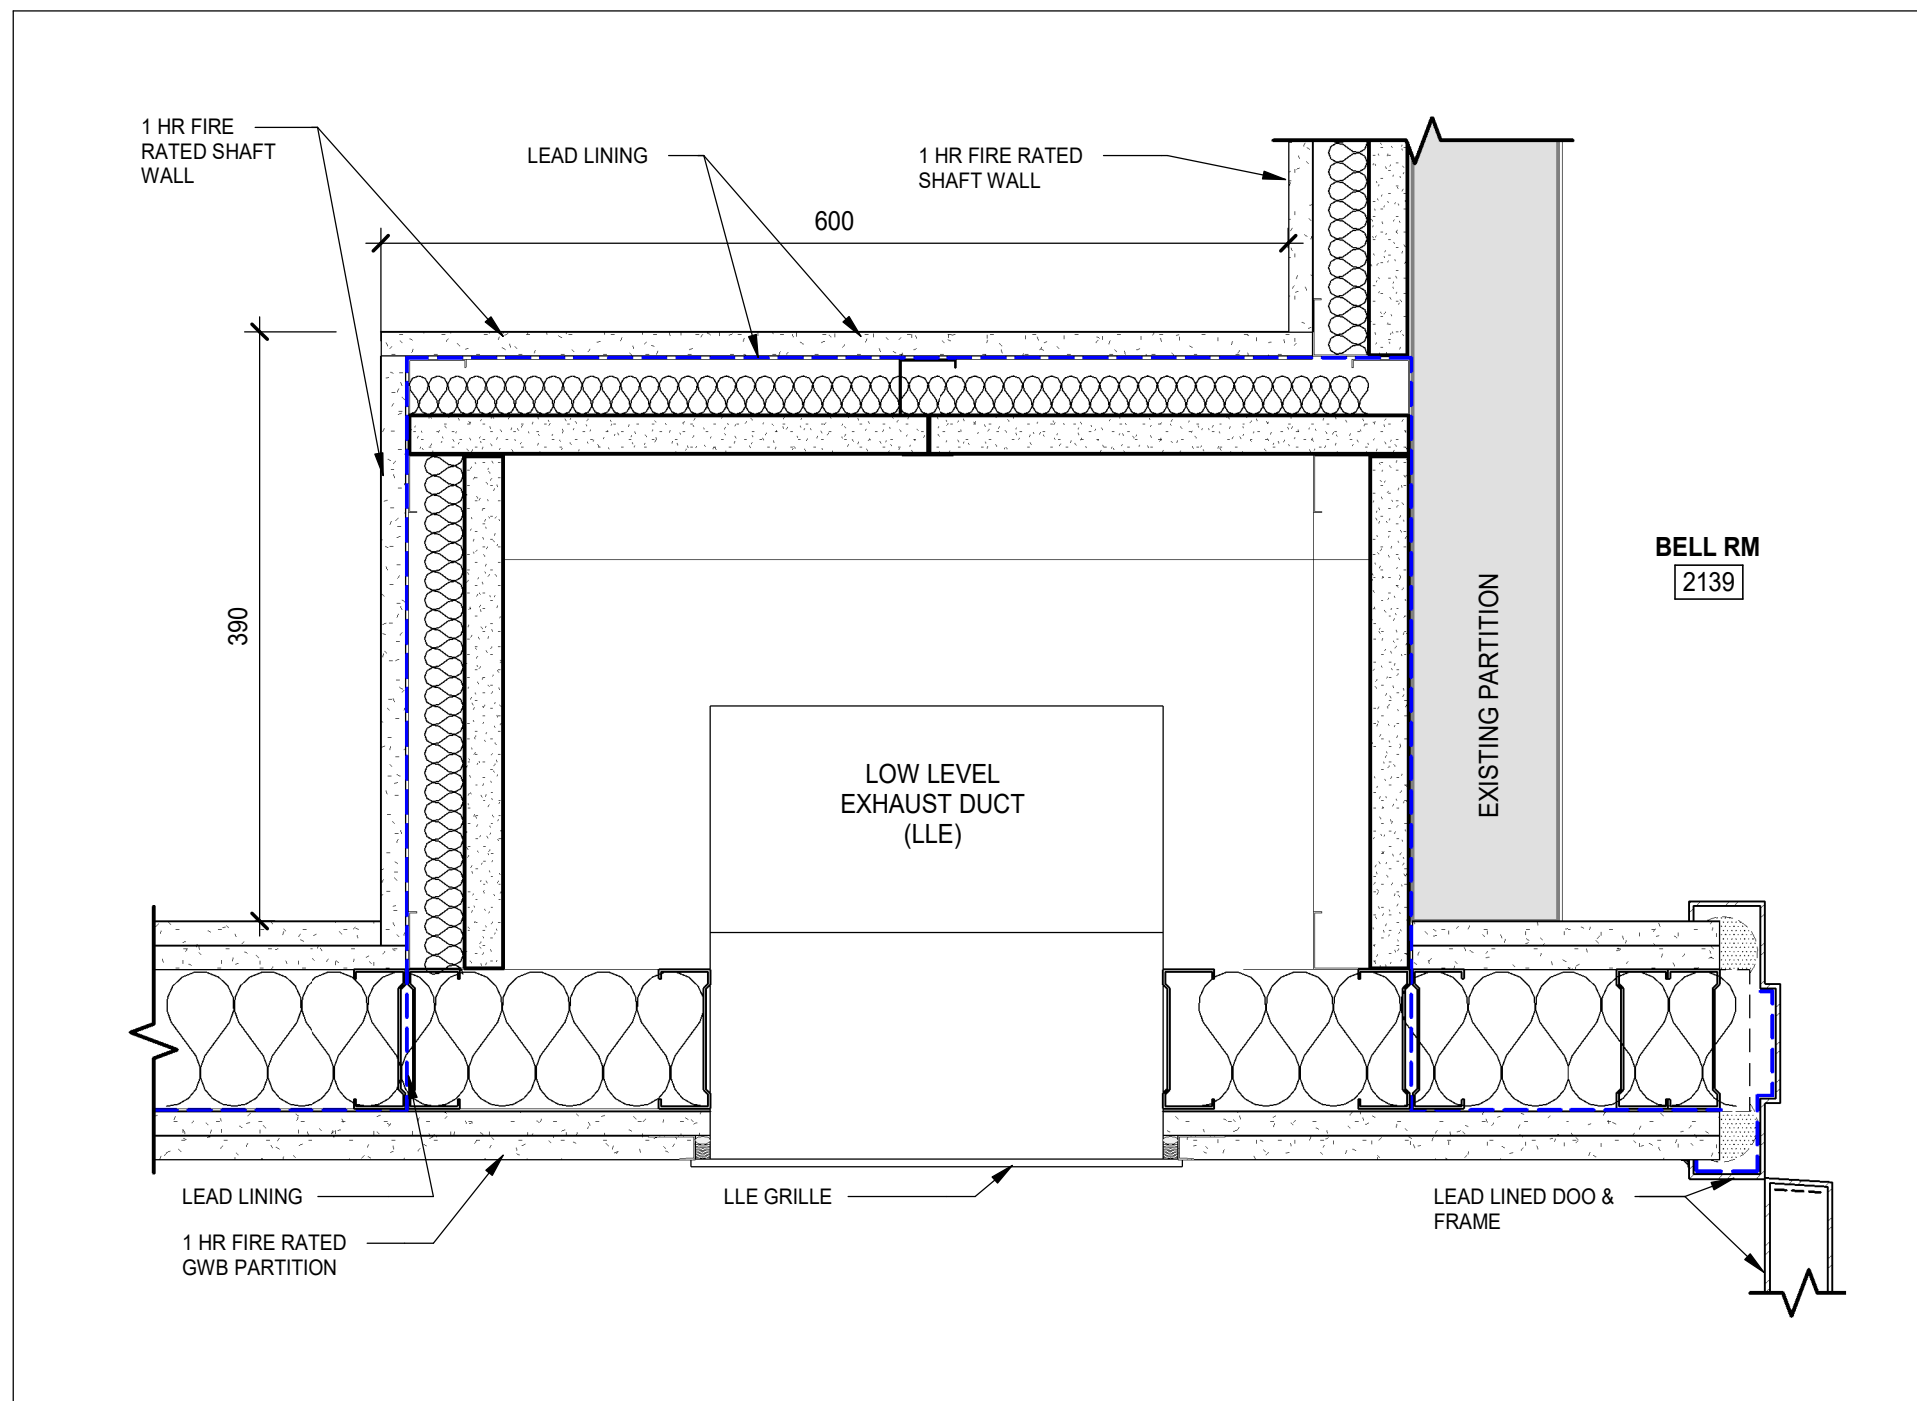 1 HR FIRE
RATED SHAFT
WALL
LEAD LINING
1 HR FIRE RATED
SHAFT WALL
600
390
BELL RM
2139
EXISTING PARTITION
LOW LEVEL
EXHAUST DUCT
(LLE)
LEAD LINING
LLE GRILLE
LEAD LINED DOO &
FRAME
1 HR FIRE RATED
GWB PARTITION